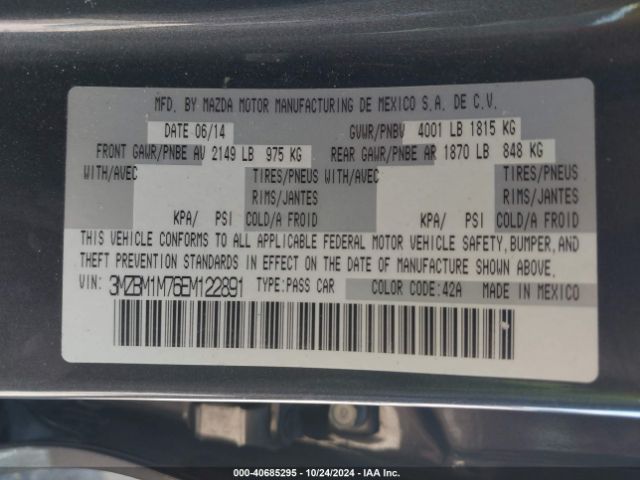 MFD. BY MAZDA MOTOR MANUFACTURING DE MEXICO S.A. DE C.V.
DATE 06/14 GVWR/PNBV 4001 LB 1815 KG
FRONT GAWR/PNBE AV 2149 LB 975 KG REAR GAWR/PNBE AR 1870 LB 848 KG
WITH/AVEC TIRES/PNEUS WITH/AVEC TIRES/PNEUS
RIMS/JANTES RIMS/JANTES
KPA/ PSI COLD/A FROID KPA/ PSI COLD/A FROID
THIS VEHICLE CONFORMS TO ALL APPLICABLE FEDERAL MOTOR VEHICLE SAFETY, BUMPER, AND
THEFT PREVENTION STANDARDS IN EFFECT ON THE DATE OF MANUFACTURE SHOWN ABOVE.
VIN: 3MZBM1M76EM122891 TYPE:PASS CAR COLOR CODE:42A MADE IN MEXICO
000-40685295 - 10/24/2024 - IAA Inc.